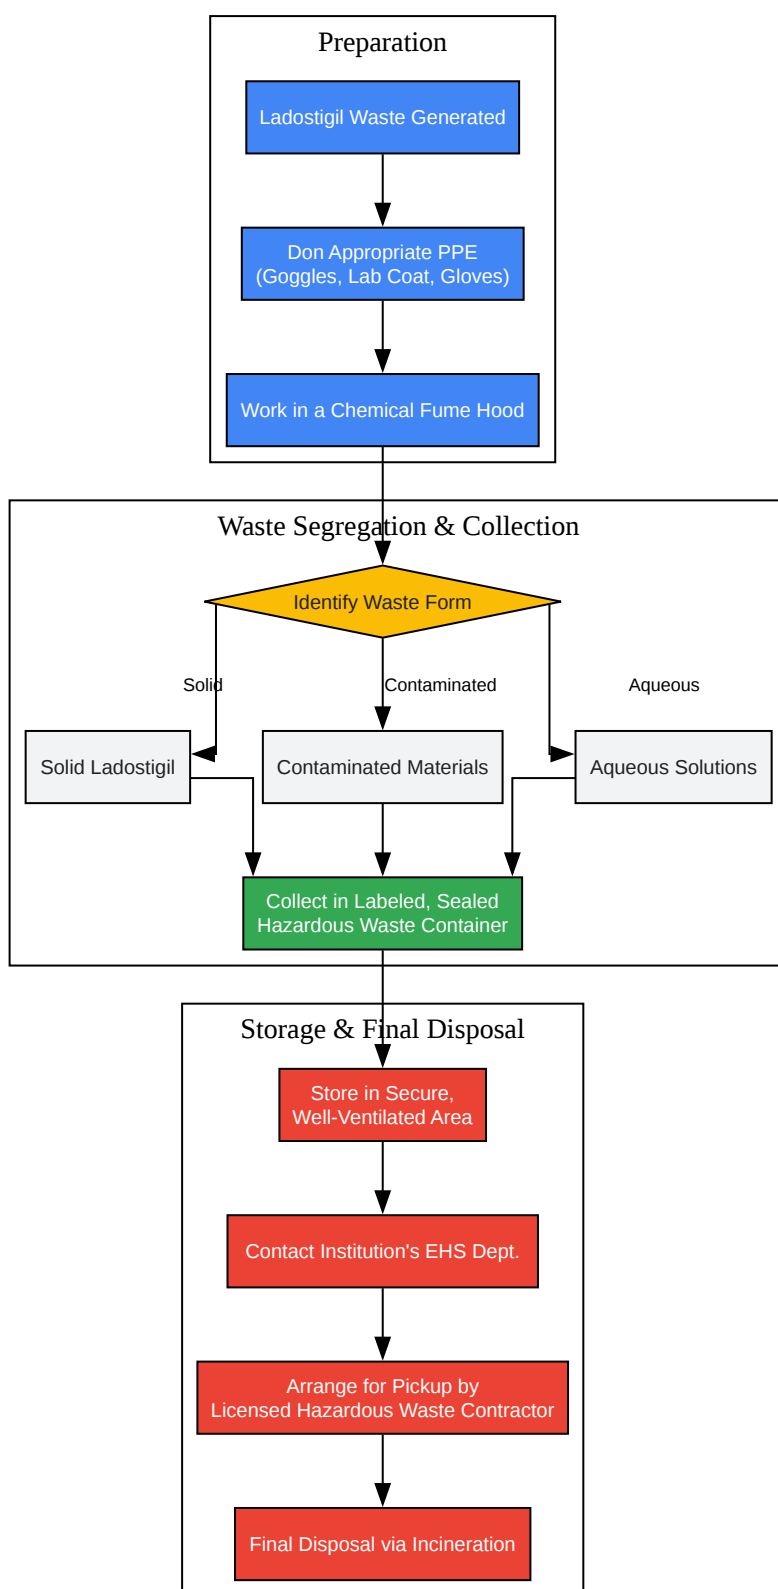 Preparation
Ladostigil Waste Generated
Don Appropriate PPE
(Goggles, Lab Coat, Gloves)
Work in a Chemical Fume Hood
Waste Segregation & Collection
Identify Waste Form
Solid
Contaminated
Aqueous
Solid Ladostigil
Contaminated Materials
Aqueous Solutions
Collect in Labeled, Sealed
Hazardous Waste Container
Storage & Final Disposal
Store in Secure,
Well-Ventilated Area
Contact Institution's EHS Dept.
Arrange for Pickup by
Licensed Hazardous Waste Contractor
Final Disposal via Incineration